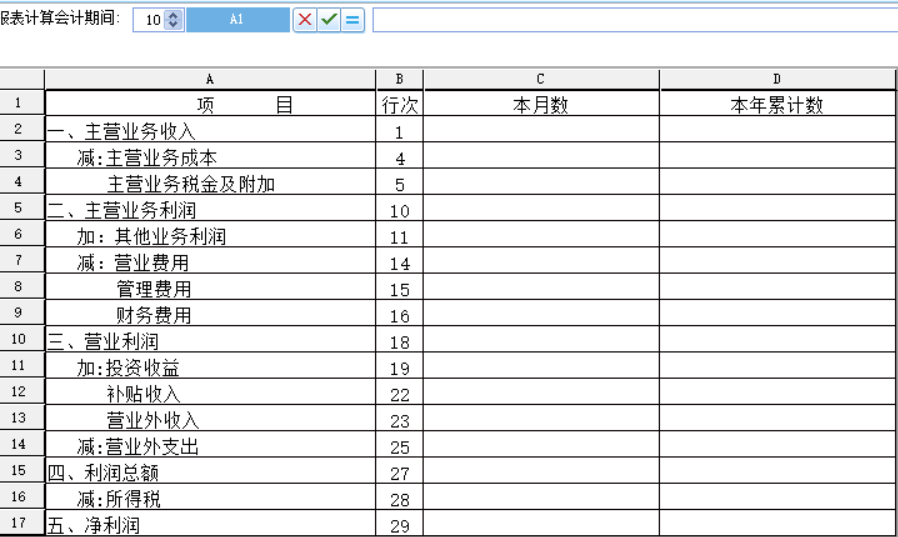 报表计算会计期间: 10 A1
A B C D
1 项 目 行次 本月数 本年累计数
2 一、主营业务收入 1
3 减:主营业务成本 4
4 主营业务税金及附加 5
5 二、主营业务利润 10
6 加: 其他业务利润 11
7 减: 营业费用 14
8 管理费用 15
9 财务费用 16
10 三、营业利润 18
11 加:投资收益 19
12 补贴收入 22
13 营业外收入 23
14 减:营业外支出 25
15 四、利润总额 27
16 减:所得税 28
17 五、净利润 29